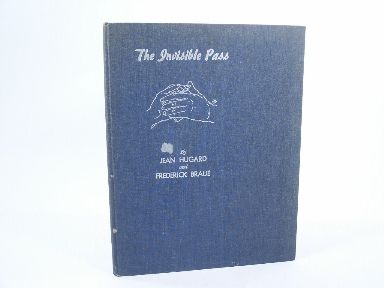 The Invisible Pass
By
JEAN HUGARD
and
FREDERICK BRAUE